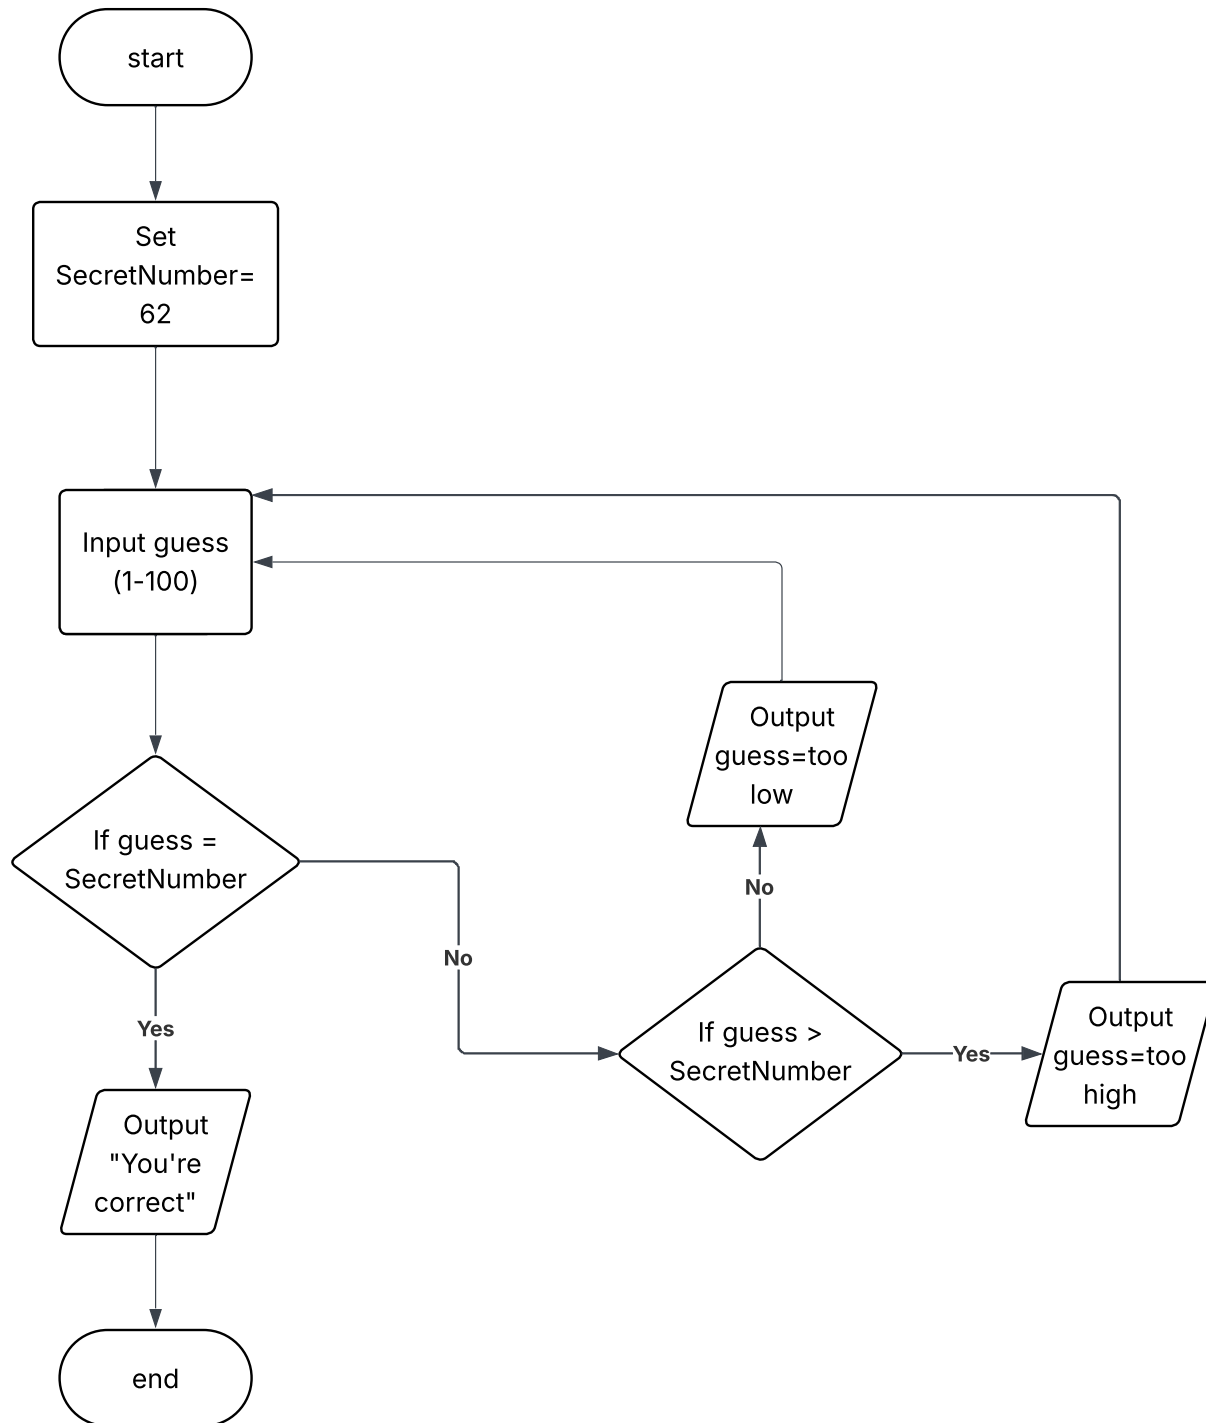 start
Set
SecretNumber=
62
Input guess
(1-100)
If guess =
SecretNumber
No
Yes
Output
"You're
correct"
end
If guess >
SecretNumber
No
Output
guess=too
low
Yes
Output
guess=too
high